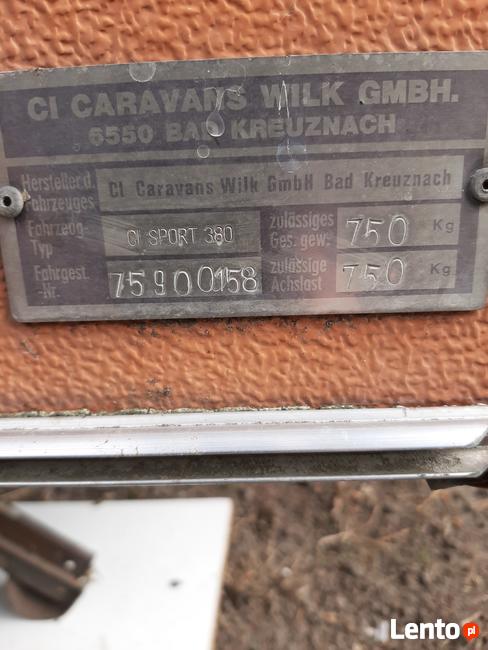 CI CARAVANS WILK GMBH.
6550 BAD KREUZNACH
Hersteller d. Fahrzeuges CI Caravans Wilk GmbH Bad Kreuznach
Fahrzeug Typ CI SPORT 380 zulässiges Ges. gew. 750 Kg
Fahrgest. -Nr. 75900158 zulässige Achslast 750 Kg
Lento.pl